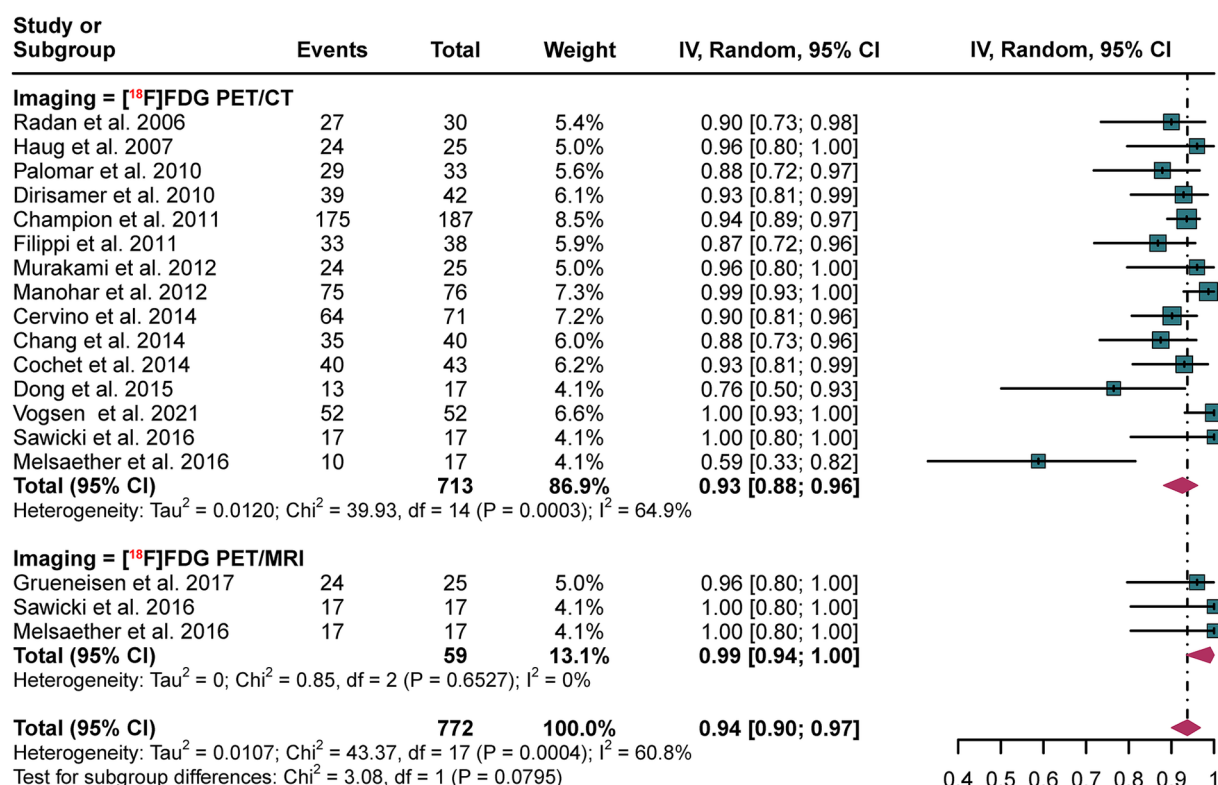 Study or
Subgroup Events Total Weight IV, Random, 95% CI IV, Random, 95% CI
Imaging = [¹⁸F]FDG PET/CT
Radan et al. 2006 27 30 5.4% 0.90 [0.73; 0.98]
Haug et al. 2007 24 25 5.0% 0.96 [0.80; 1.00]
Palomar et al. 2010 29 33 5.6% 0.88 [0.72; 0.97]
Dirisamer et al. 2010 39 42 6.1% 0.93 [0.81; 0.99]
Champion et al. 2011 175 187 8.5% 0.94 [0.89; 0.97]
Filippi et al. 2011 33 38 5.9% 0.87 [0.72; 0.96]
Murakami et al. 2012 24 25 5.0% 0.96 [0.80; 1.00]
Manohar et al. 2012 75 76 7.3% 0.99 [0.93; 1.00]
Cervino et al. 2014 64 71 7.2% 0.90 [0.81; 0.96]
Chang et al. 2014 35 40 6.0% 0.88 [0.73; 0.96]
Cochet et al. 2014 40 43 6.2% 0.93 [0.81; 0.99]
Dong et al. 2015 13 17 4.1% 0.76 [0.50; 0.93]
Vogsen et al. 2021 52 52 6.6% 1.00 [0.93; 1.00]
Sawicki et al. 2016 17 17 4.1% 1.00 [0.80; 1.00]
Melsaether et al. 2016 10 17 4.1% 0.59 [0.33; 0.82]
Total (95% CI) 713 86.9% 0.93 [0.88; 0.96]
Heterogeneity: Tau² = 0.0120; Chi² = 39.93, df = 14 (P = 0.0003); I² = 64.9%
Imaging = [¹⁸F]FDG PET/MRI
Grueneisen et al. 2017 24 25 5.0% 0.96 [0.80; 1.00]
Sawicki et al. 2016 17 17 4.1% 1.00 [0.80; 1.00]
Melsaether et al. 2016 17 17 4.1% 1.00 [0.80; 1.00]
Total (95% CI) 59 13.1% 0.99 [0.94; 1.00]
Heterogeneity: Tau² = 0; Chi² = 0.85, df = 2 (P = 0.6527); I² = 0%
Total (95% CI) 772 100.0% 0.94 [0.90; 0.97]
Heterogeneity: Tau² = 0.0107; Chi² = 43.37, df = 17 (P = 0.0004); I² = 60.8%
Test for subgroup differences: Chi² = 3.08, df = 1 (P = 0.0795)
0.4 0.5 0.6 0.7 0.8 0.9 1